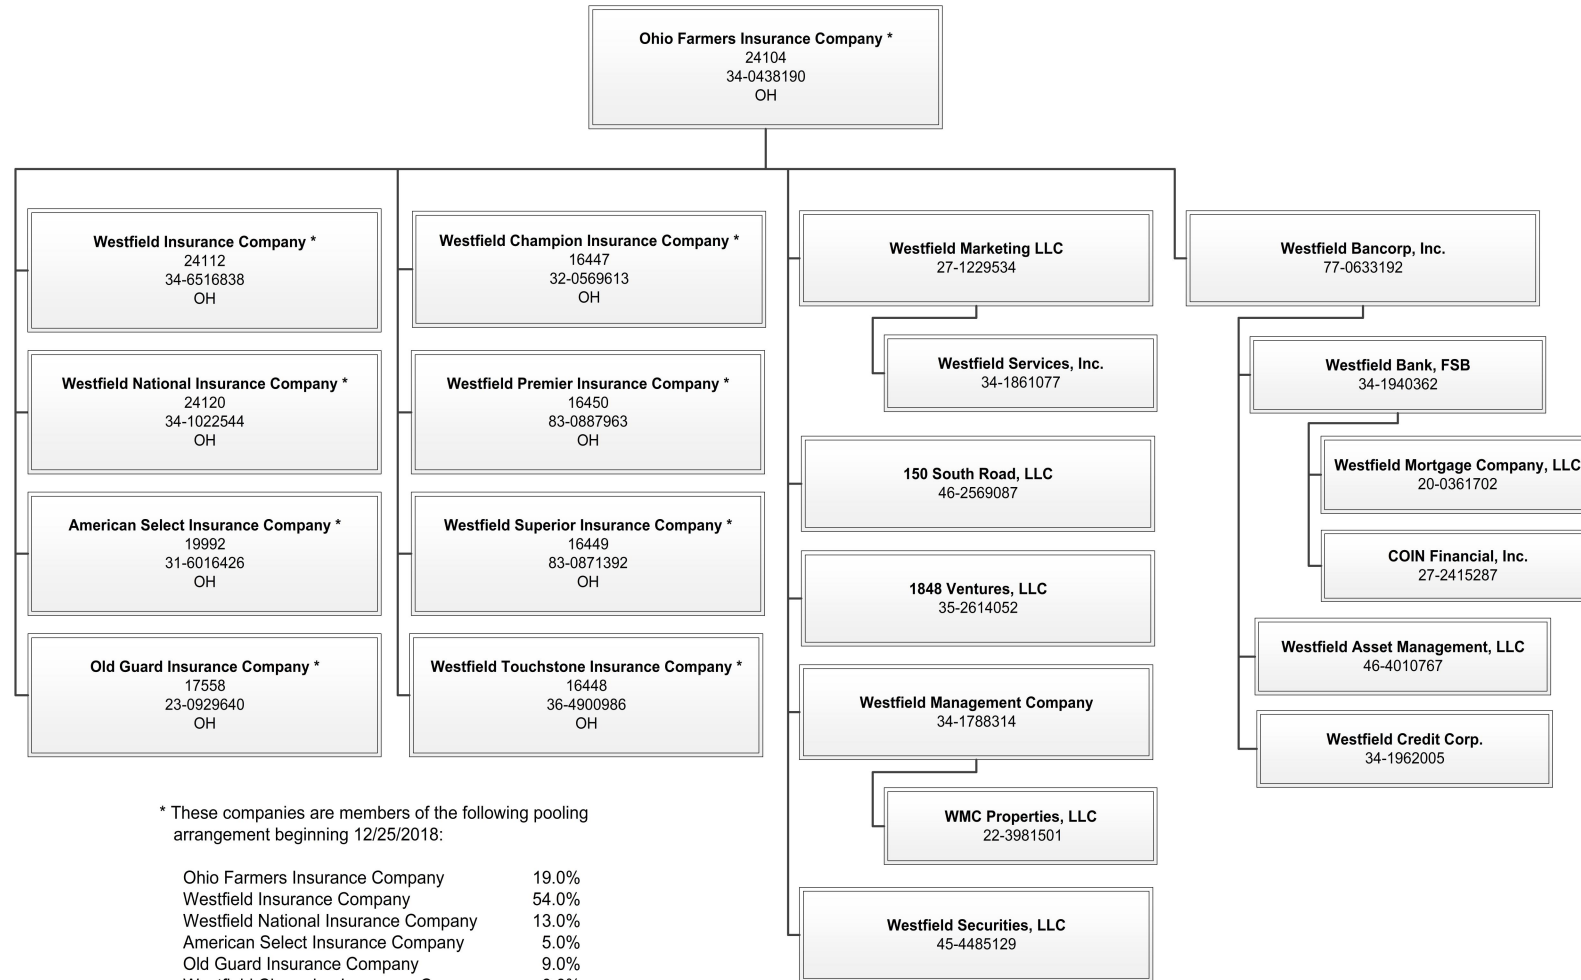 Ohio Farmers Insurance Company *
24104
34-0438190
OH
Westfield Insurance Company *
24112
34-6516838
OH
Westfield National Insurance Company *
24120
34-1022544
OH
American Select Insurance Company *
19992
31-6016426
OH
Old Guard Insurance Company *
17558
23-0929640
OH
Westfield Champion Insurance Company *
16447
32-0569613
OH
Westfield Premier Insurance Company *
16450
83-0887963
OH
Westfield Superior Insurance Company *
16449
83-0871392
OH
Westfield Touchstone Insurance Company *
16448
36-4900986
OH
Westfield Marketing LLC
27-1229534
Westfield Services, Inc.
34-1861077
150 South Road, LLC
46-2569087
1848 Ventures, LLC
35-2614052
Westfield Management Company
34-1788314
WMC Properties, LLC
22-3981501
Westfield Securities, LLC
45-4485129
Westfield Bancorp, Inc.
77-0633192
Westfield Bank, FSB
34-1940362
Westfield Mortgage Company, LLC
20-0361702
COIN Financial, Inc.
27-2415287
Westfield Asset Management, LLC
46-4010767
Westfield Credit Corp.
34-1962005
* These companies are members of the following pooling
arrangement beginning 12/25/2018:
Ohio Farmers Insurance Company 19.0%
Westfield Insurance Company 54.0%
Westfield National Insurance Company 13.0%
American Select Insurance Company 5.0%
Old Guard Insurance Company 9.0%